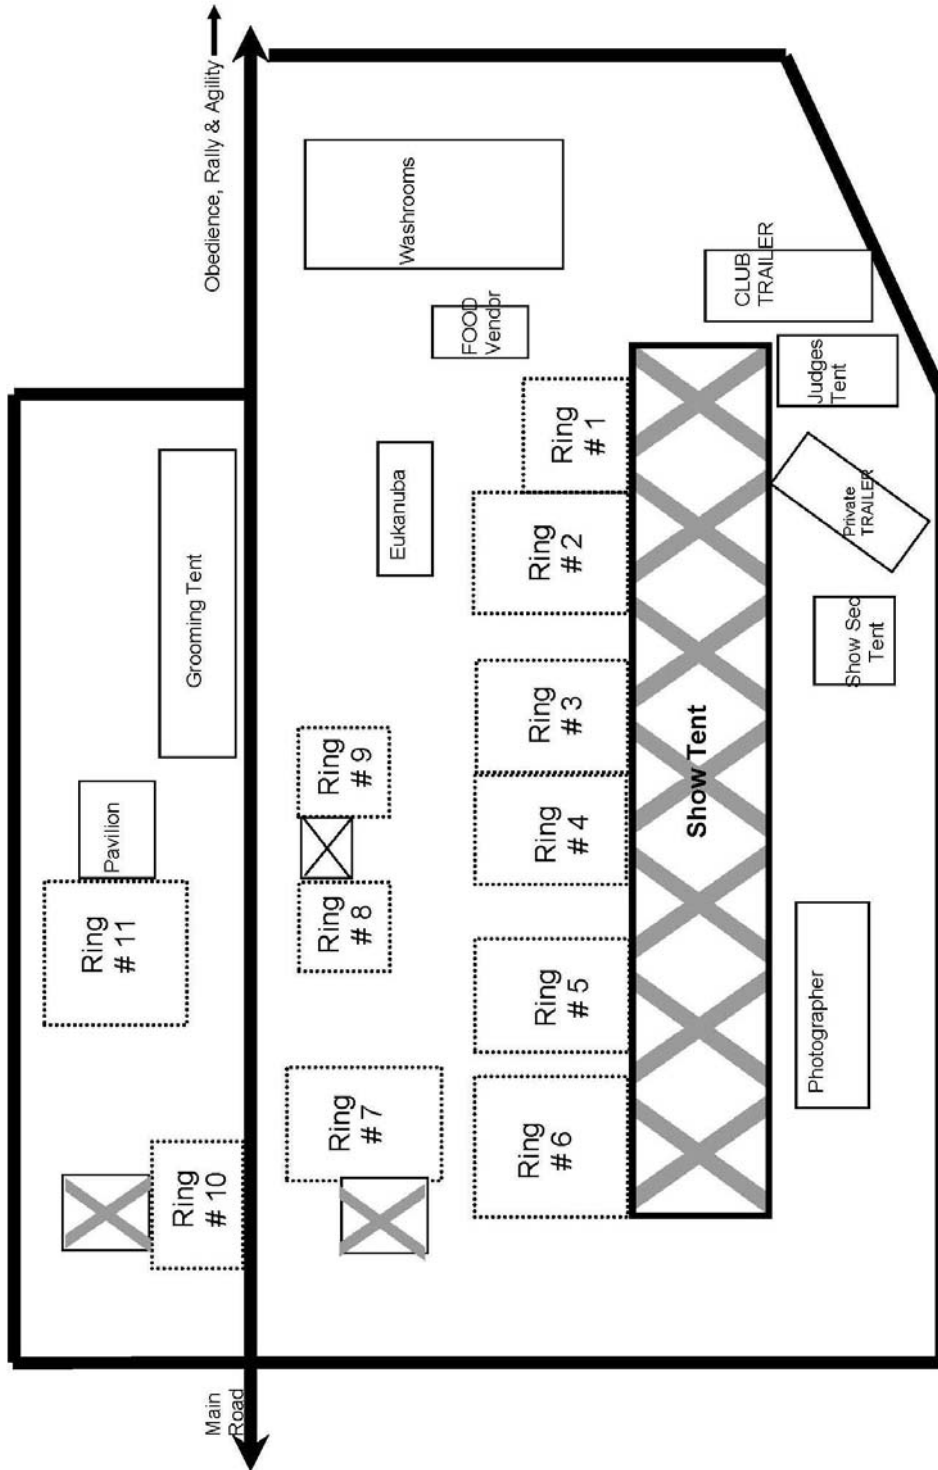 Obedience, Rally & Agility
Main
Road
Washrooms
FOOD
Vendor
CLUB
TRAILER
Judges
Tent
Private
TRAILER
Show Sec
Tent
Photographer
Show Tent
Ring
# 1
Ring
# 2
Ring
# 3
Ring
# 4
Ring
# 5
Ring
# 6
Ring
# 7
Ring
# 8
Ring
# 9
Ring
# 10
Ring
# 11
Eukanuba
Grooming Tent
Pavilion